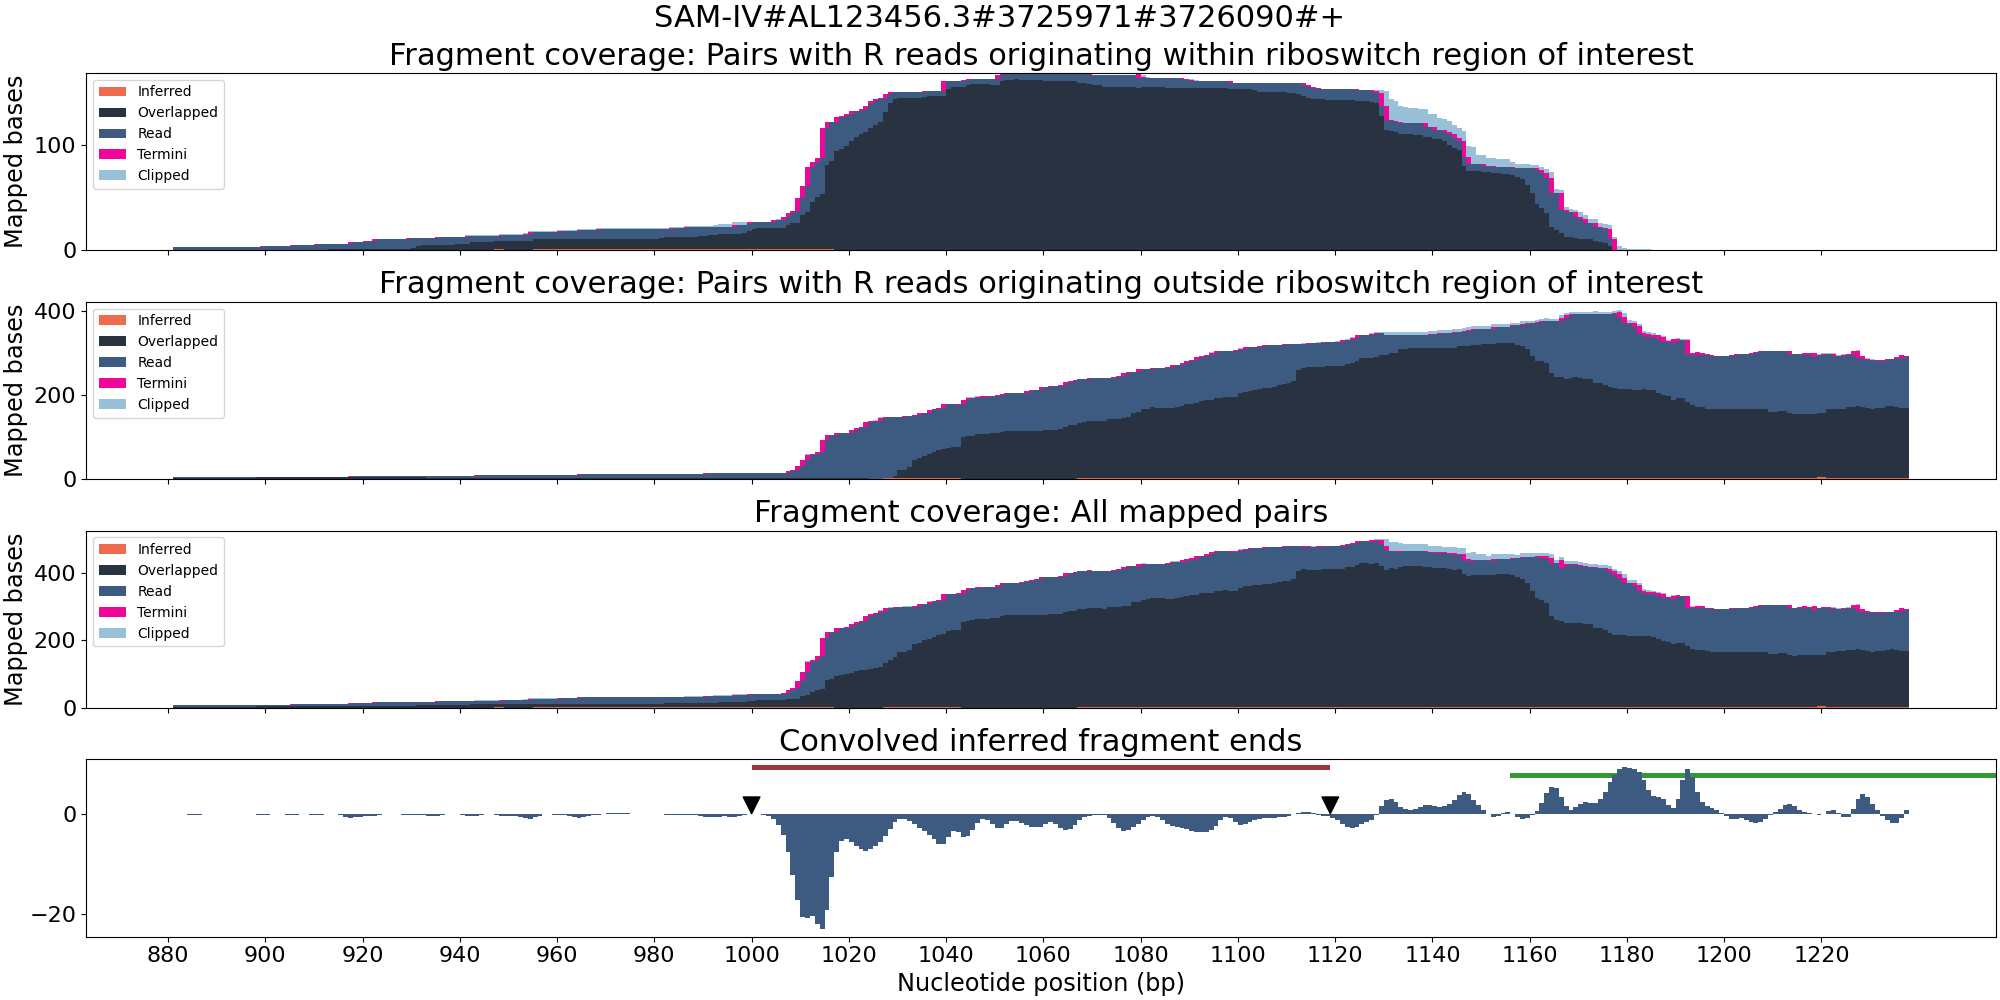 SAM-IV#AL123456.3#3725971#3726090#+
Fragment coverage: Pairs with R reads originating within riboswitch region of interest
Mapped bases
100
0
Inferred
Overlapped
Read
Termini
Clipped
Fragment coverage: Pairs with R reads originating outside riboswitch region of interest
Mapped bases
400
200
0
Inferred
Overlapped
Read
Termini
Clipped
Fragment coverage: All mapped pairs
Mapped bases
400
200
0
Inferred
Overlapped
Read
Termini
Clipped
Convolved inferred fragment ends
0
−20
880 900 920 940 960 980 1000 1020 1040 1060 1080 1100 1120 1140 1160 1180 1200 1220
Nucleotide position (bp)